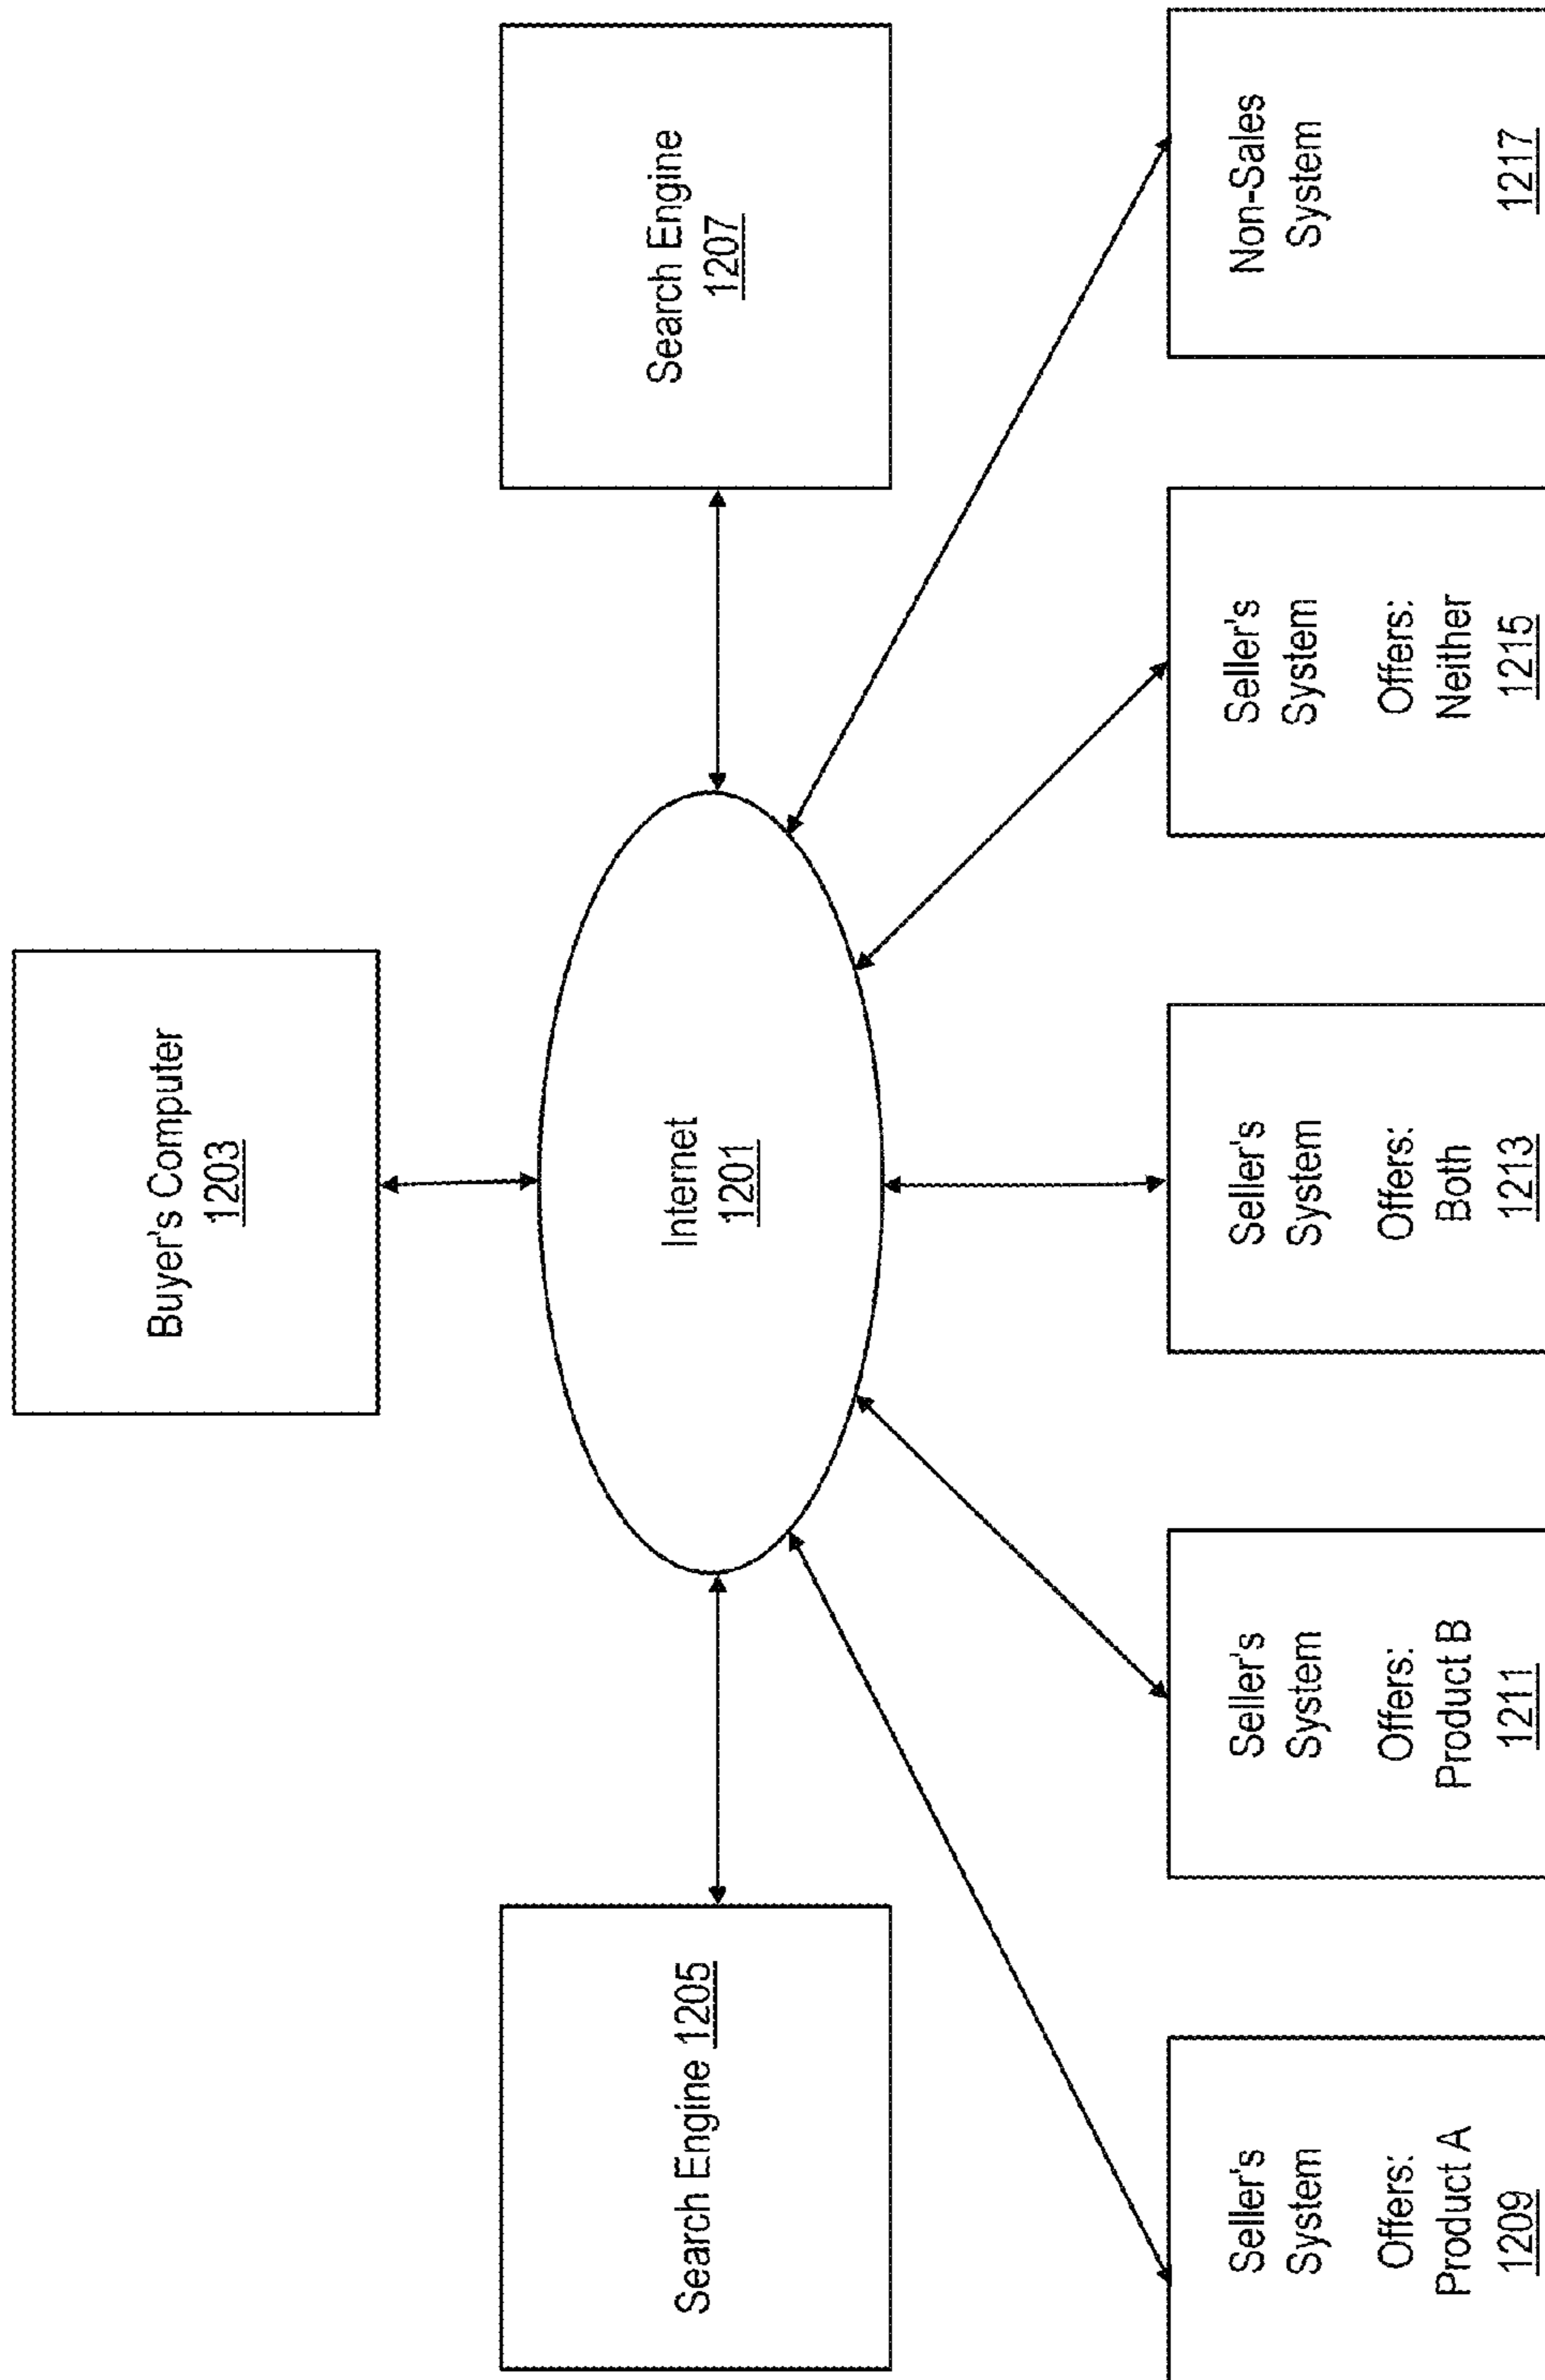 Buyer's Computer
1203
Search Engine 1205
Internet
1201
Search Engine
1207
Seller's
System
Offers:
Product A
1209
Seller's
System
Offers:
Product B
1211
Seller's
System
Offers:
Both
1213
Seller's
System
Offers:
Neither
1215
Non-Sales
System
1217